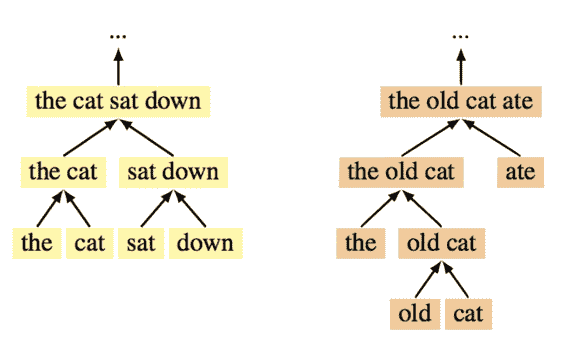 ...
the cat sat down
the cat
sat down
the
cat
sat
down
...
the old cat ate
the old cat
ate
the
old cat
old
cat